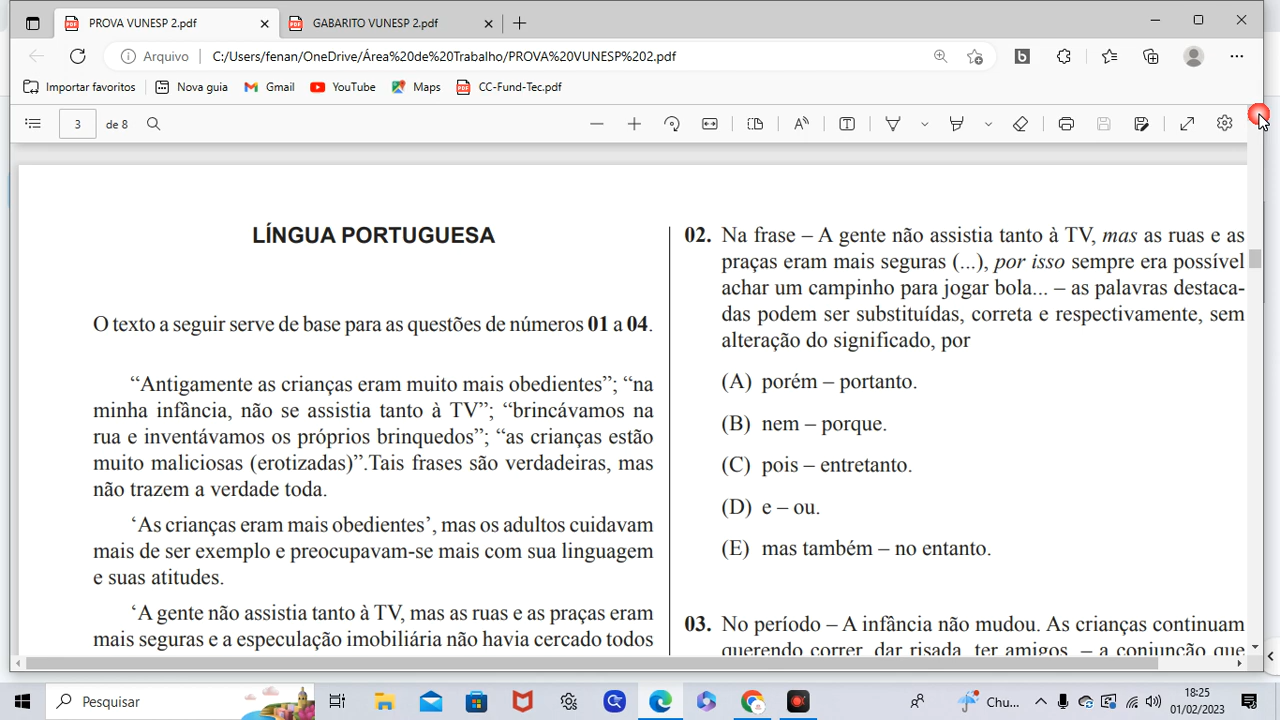 PROVA VUNESP 2.pdf
GABARITO VUNESP 2.pdf
Arquivo
C:/Users/fenan/OneDrive/Área%20de%20Trabalho/PROVA%20VUNESP%202.pdf
Importar favoritos
Nova guia
Gmail
YouTube
Maps
CC-Fund-Tec.pdf
3
de 8
LÍNGUA PORTUGUESA
O texto a seguir serve de base para as questões de números 01 a 04.
“Antigamente as crianças eram muito mais obedientes”; “na
minha infância, não se assistia tanto à TV”; “brincávamos na
rua e inventávamos os próprios brinquedos”; “as crianças estão
muito maliciosas (erotizadas)”.Tais frases são verdadeiras, mas
não trazem a verdade toda.
‘As crianças eram mais obedientes’, mas os adultos cuidavam
mais de ser exemplo e preocupavam-se mais com sua linguagem
e suas atitudes.
‘A gente não assistia tanto à TV, mas as ruas e as praças eram
mais seguras e a especulação imobiliária não havia cercado todos
02. Na frase – A gente não assistia tanto à TV, mas as ruas e as
praças eram mais seguras (...), por isso sempre era possível
achar um campinho para jogar bola... – as palavras destaca-
das podem ser substituídas, correta e respectivamente, sem
alteração do significado, por
(A) porém – portanto.
(B) nem – porque.
(C) pois – entretanto.
(D) e – ou.
(E) mas também – no entanto.
03. No período – A infância não mudou. As crianças continuam
querendo correr, dar risada, ter amigos, – a conjunção que
Pesquisar
Chu...
8:25
01/02/2023